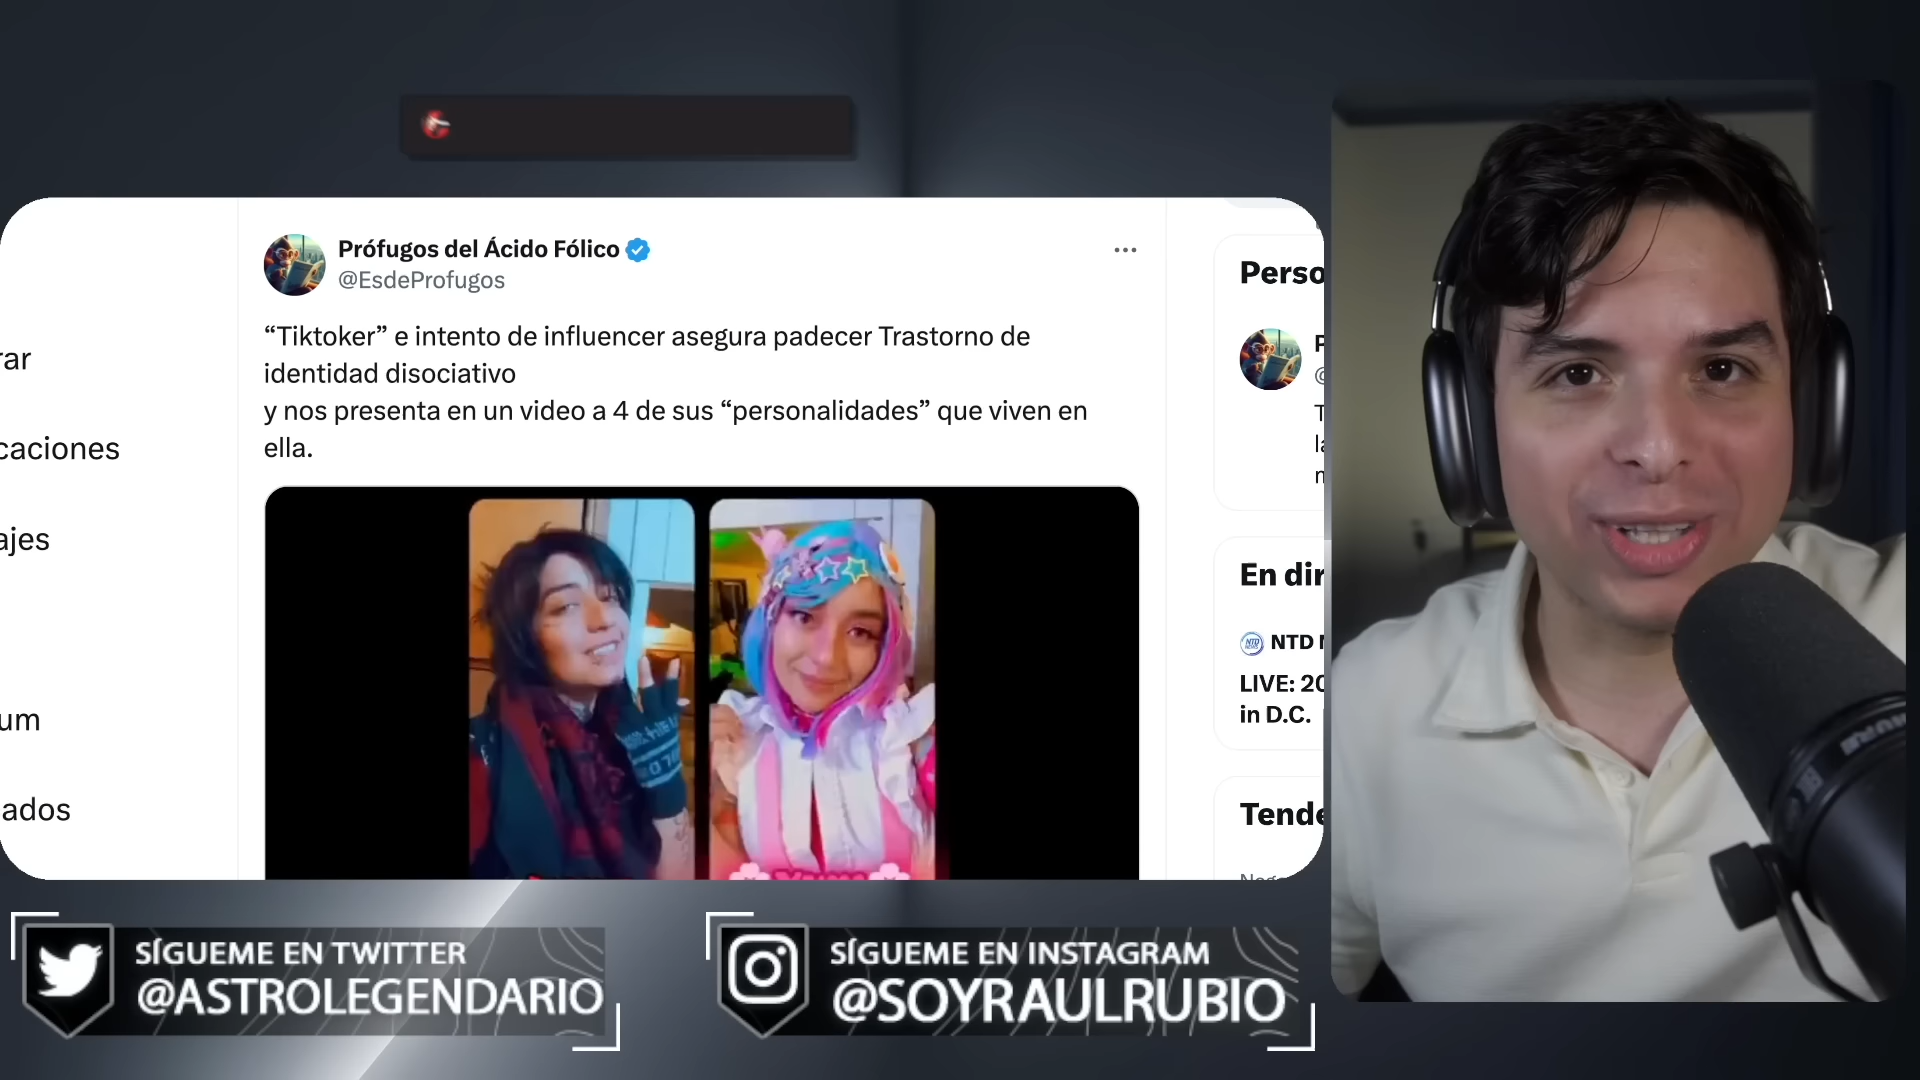 Prófugos del Ácido Fólico
@EsdeProfugos
“Tiktoker” e intento de influencer asegura padecer Trastorno de
identidad disociativo
y nos presenta en un video a 4 de sus “personalidades” que viven en
ella.
rar
caciones
ajes
um
ados
Perso
P
@
T
la
n
En dir
NTD
LIVE: 20
in D.C.
Tende
SÍGUEME EN TWITTER
@ASTROLEGENDARIO
SÍGUEME EN INSTAGRAM
@SOYRAULRUBIO
SHURE